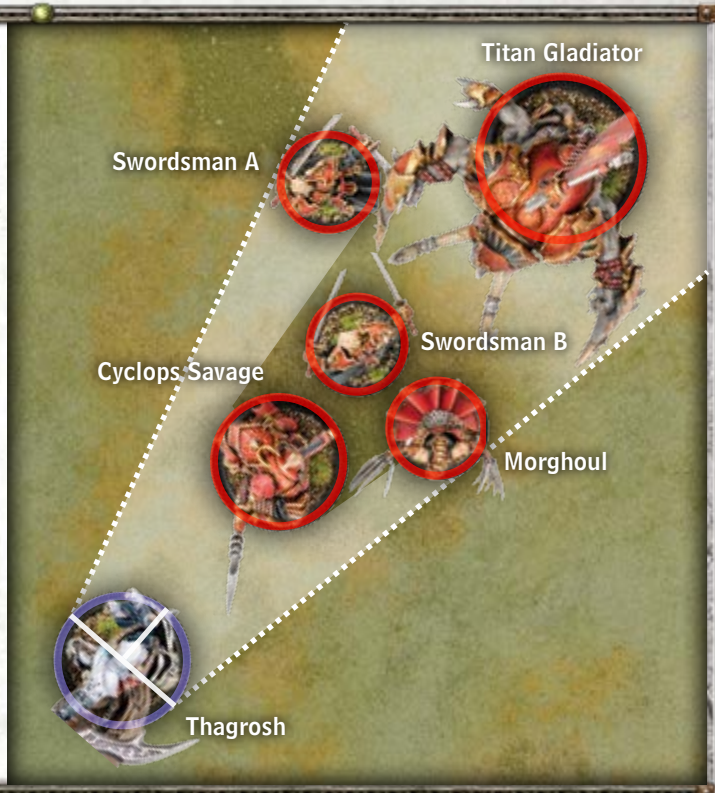 Titan Gladiator
Swordsman A
Swordsman B
Cyclops Savage
Morghoul
Thagrosh